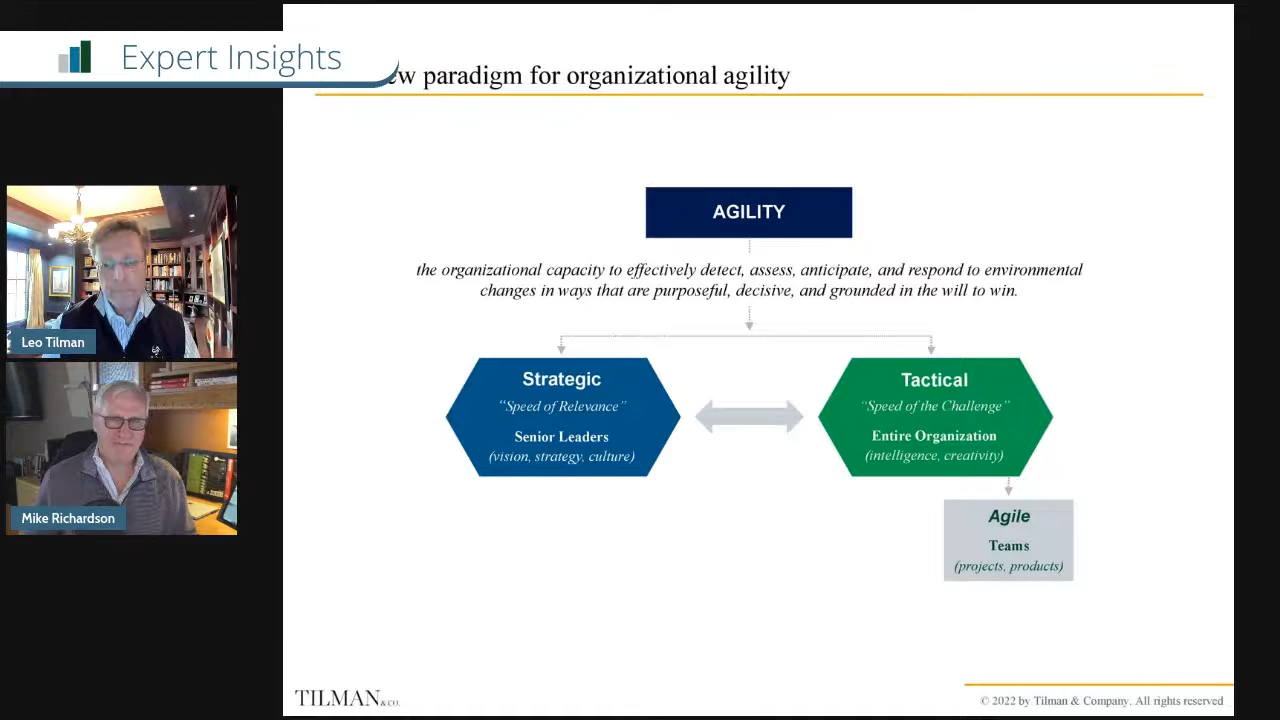 Expert Insights
ew paradigm for organizational agility
AGILITY
the organizational capacity to effectively detect, assess, anticipate, and respond to environmental
changes in ways that are purposeful, decisive, and grounded in the will to win.
Strategic
“Speed of Relevance”
Senior Leaders
(vision, strategy, culture)
Tactical
“Speed of the Challenge”
Entire Organization
(intelligence, creativity)
Agile
Teams
(projects, products)
Leo Tilman
Mike Richardson
TILMAN & CO.
© 2022 by Tilman & Company. All rights reserved